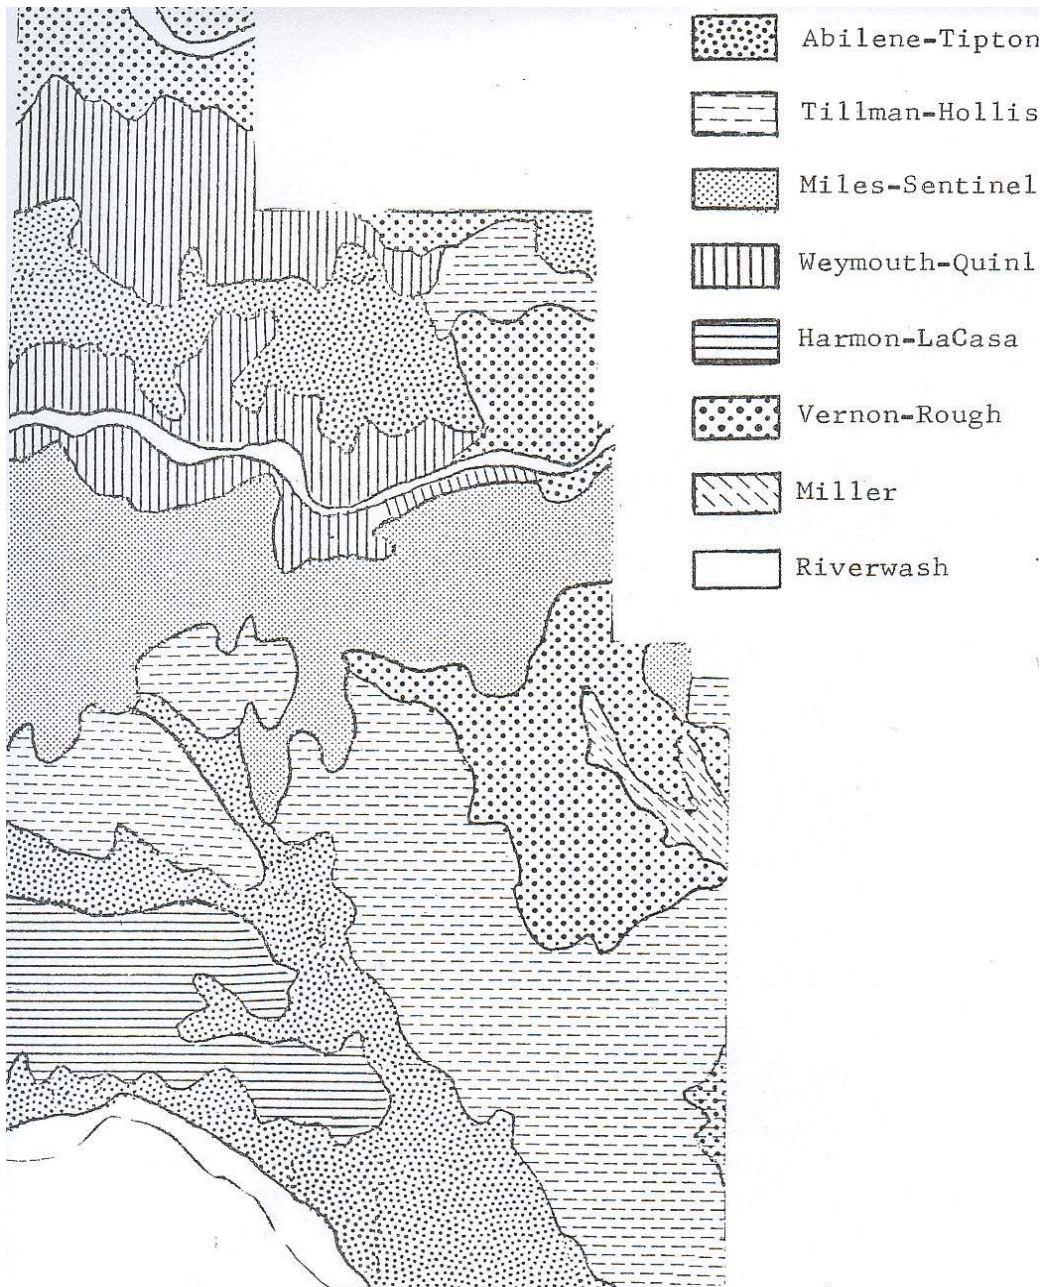 Abilene-Tipton
Tillman-Hollis
Miles-Sentinel
Weymouth-Quinl
Harmon-LaCasa
Vernon-Rough
Miller
Riverwash